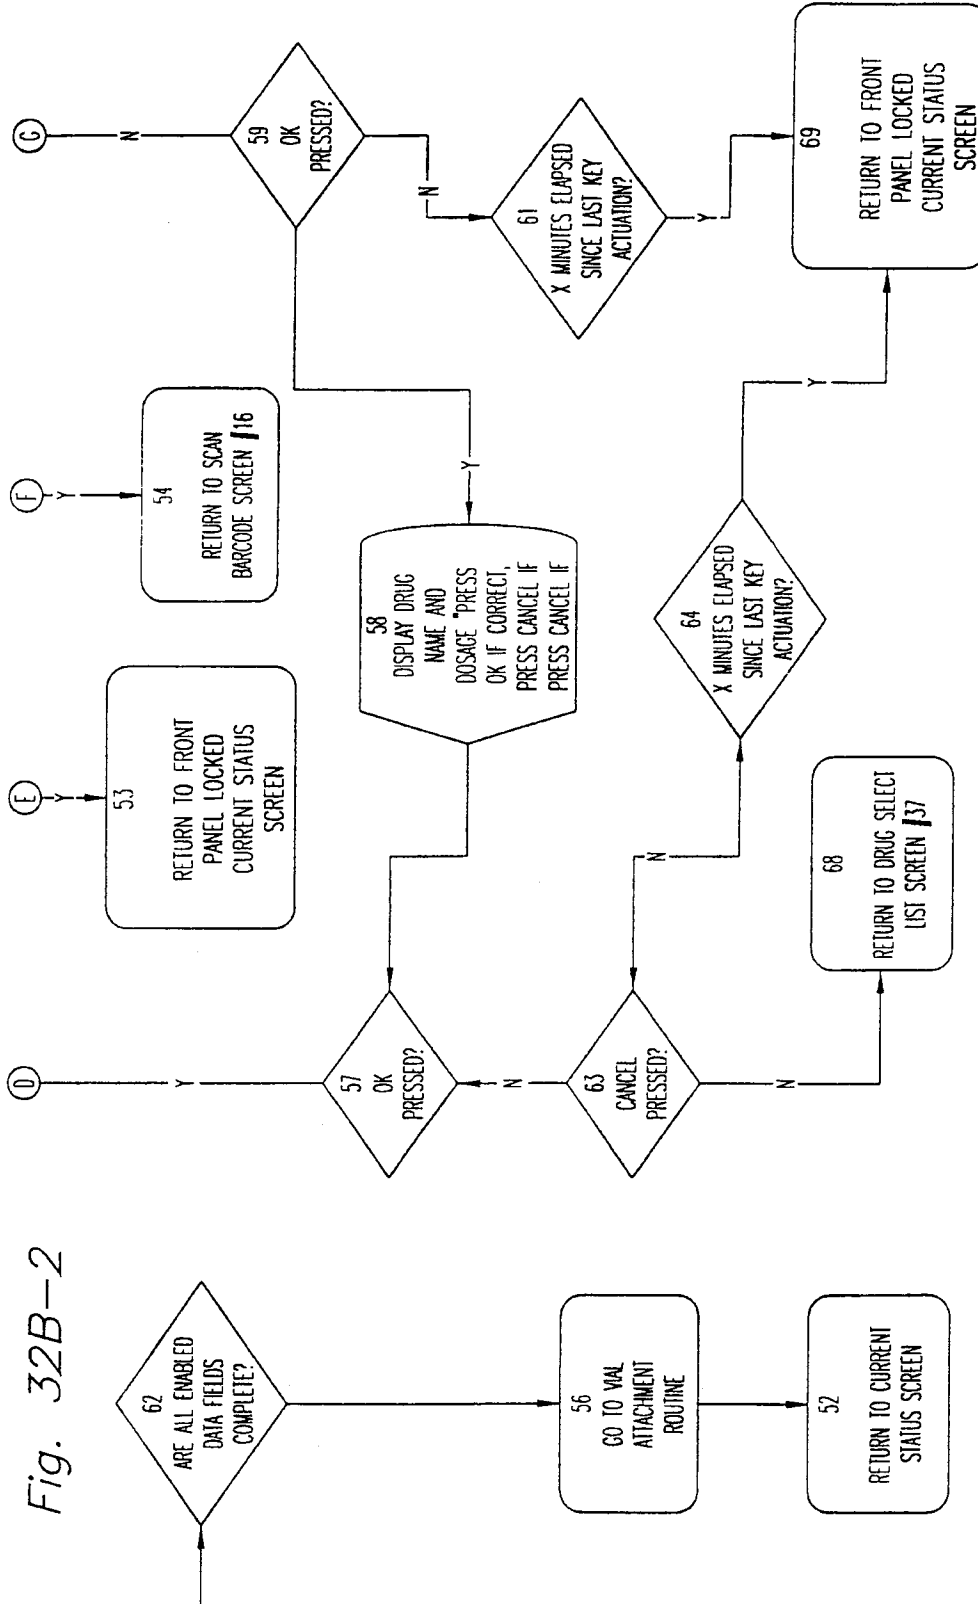 Fig. 32B-2
62
ARE ALL ENABLED
DATA FIELDS
COMPLETE?
56
GO TO VIAL
ATTACHMENT
ROUTINE
52
RETURN TO CURRENT
STATUS SCREEN
D
Y
57
OK
PRESSED?
N
63
CANCEL
PRESSED?
N
68
RETURN TO DRUG SELECT
LIST SCREEN /37
E
Y
53
RETURN TO FRONT
PANEL LOCKED
CURRENT STATUS
SCREEN
58
DISPLAY DRUG
NAME AND
DOSAGE "PRESS
OK IF CORRECT,
PRESS CANCEL IF
PRESS CANCEL IF
N
64
X MINUTES ELAPSED
SINCE LAST KEY
ACTUATION?
Y
F
Y
54
RETURN TO SCAN
BARCODE SCREEN /16
Y
G
N
59
OK
PRESSED?
N
61
X MINUTES ELAPSED
SINCE LAST KEY
ACTUATION?
Y
69
RETURN TO FRONT
PANEL LOCKED
CURRENT STATUS
SCREEN